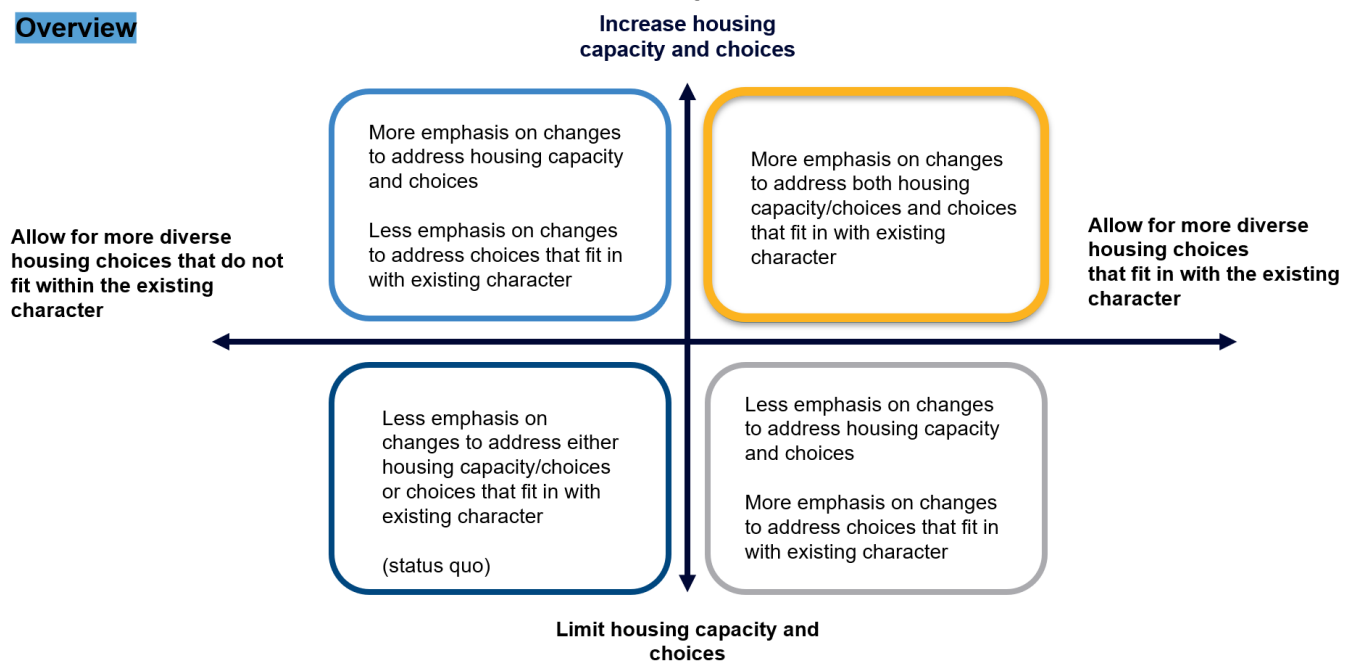 Overview
Increase housing
capacity and choices
More emphasis on changes
to address housing capacity
and choices
Less emphasis on changes
to address choices that fit in
with existing character
More emphasis on changes
to address both housing
capacity/choices and choices
that fit in with existing
character
Allow for more diverse
housing choices that do not
fit within the existing
character
Allow for more diverse
housing choices
that fit in with the existing
character
Less emphasis on
changes to address either
housing capacity/choices
or choices that fit in with
existing character
(status quo)
Less emphasis on changes
to address housing capacity
and choices
More emphasis on changes
to address choices that fit in
with existing character
Limit housing capacity and
choices